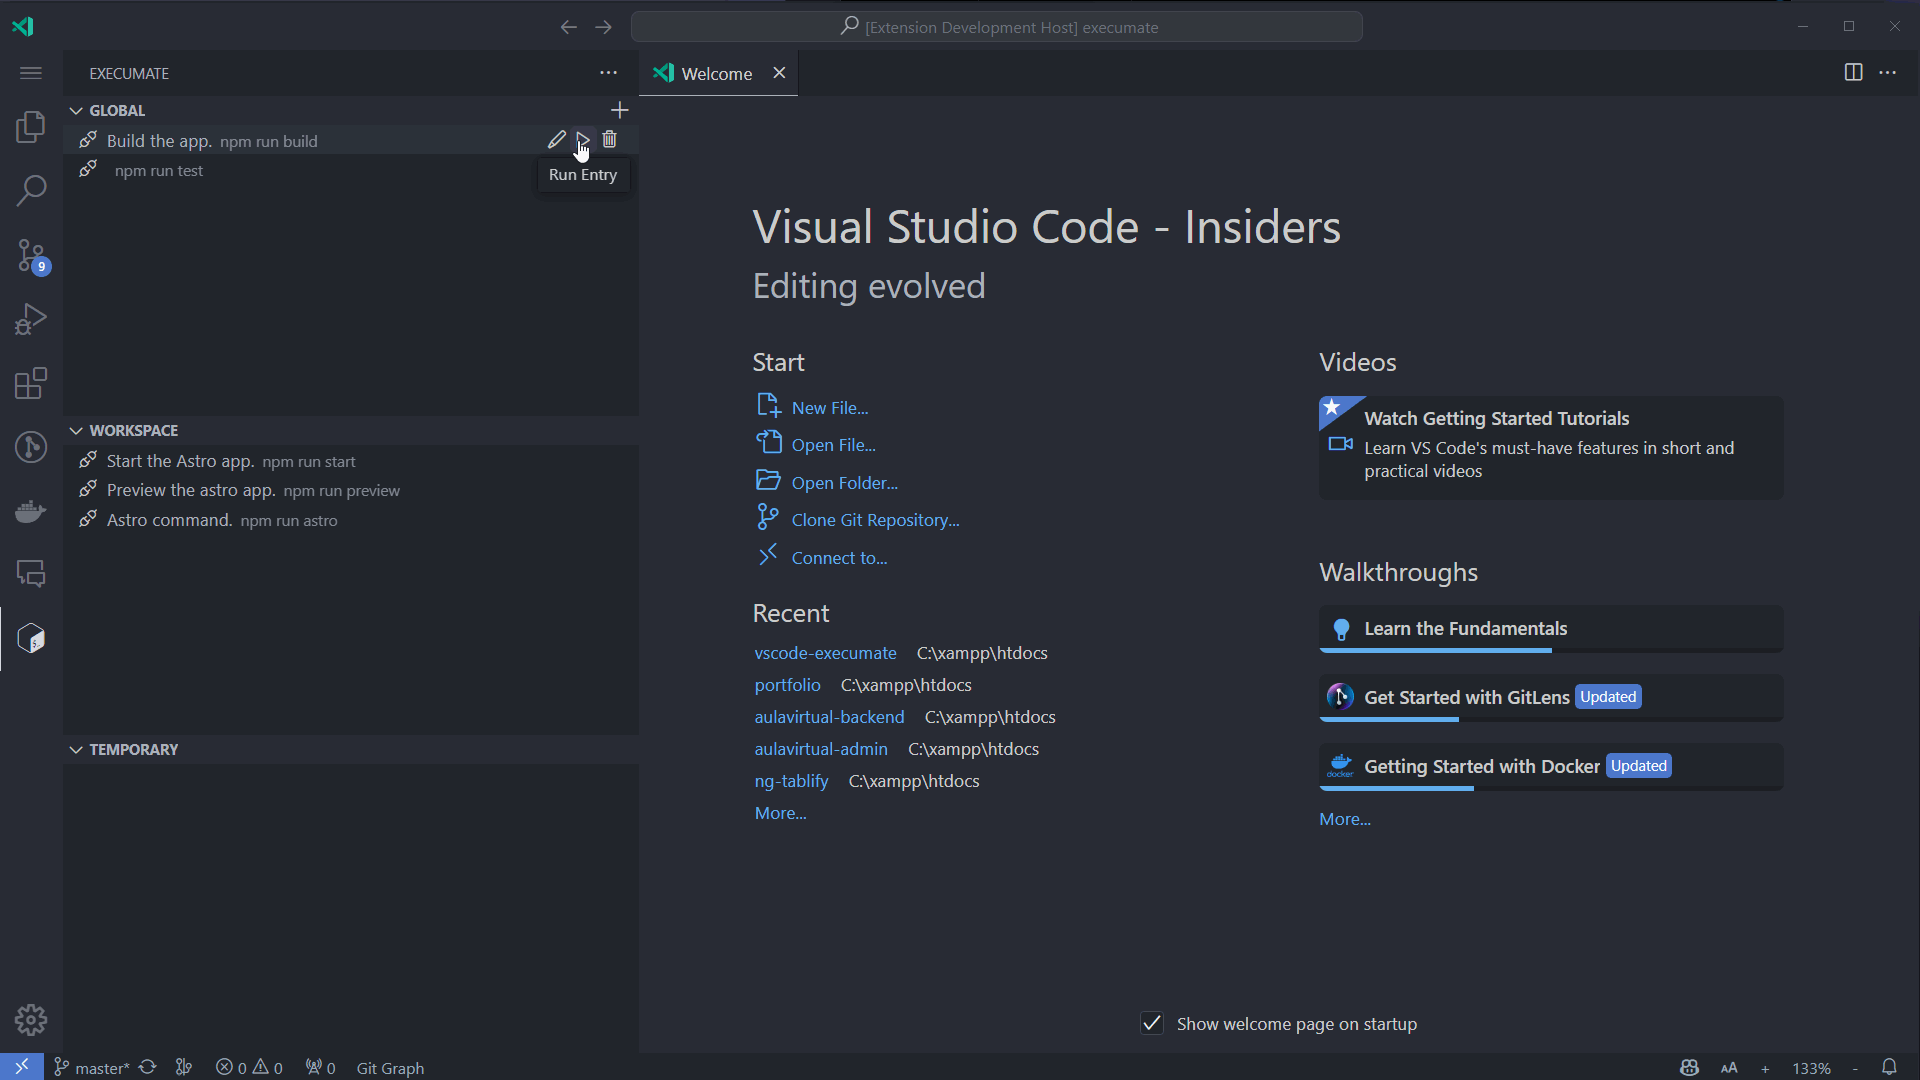 [Extension Development Host] execumate
EXECUMATE
Welcome
GLOBAL
Build the app. npm run build
Run Entry
npm run test
WORKSPACE
Start the Astro app. npm run start
Preview the astro app. npm run preview
Astro command. npm run astro
TEMPORARY
9
Visual Studio Code - Insiders
Editing evolved
Start
New File...
Open File...
Open Folder...
Clone Git Repository...
Connect to...
Recent
vscode-execumate C:\xampp\htdocs
portfolio C:\xampp\htdocs
aulavirtual-backend C:\xampp\htdocs
aulavirtual-admin C:\xampp\htdocs
ng-tablify C:\xampp\htdocs
More...
Videos
Watch Getting Started Tutorials
Learn VS Code's must-have features in short and
practical videos
Walkthroughs
Learn the Fundamentals
Get Started with GitLens Updated
docker
Getting Started with Docker Updated
More...
Show welcome page on startup
master* 0 0 0 Git Graph AA + 133% -